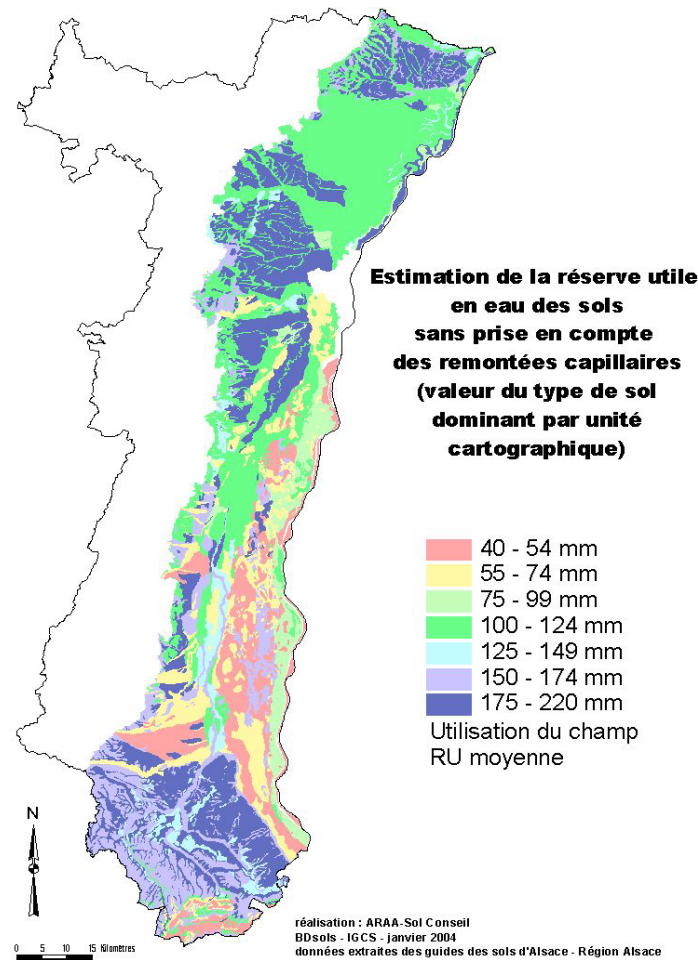 Estimation de la réserve utile
en eau des sols
sans prise en compte
des remontées capillaires
(valeur du type de sol
dominant par unité
cartographique)
40 - 54 mm
55 - 74 mm
75 - 99 mm
100 - 124 mm
125 - 149 mm
150 - 174 mm
175 - 220 mm
Utilisation du champ
RU moyenne
N
0 5 10 15 Kilomètres
réalisation : ARAA-Sol Conseil
BDsols - IGCS - janvier 2004
données extraites des guides des sols d'Alsace - Région Alsace